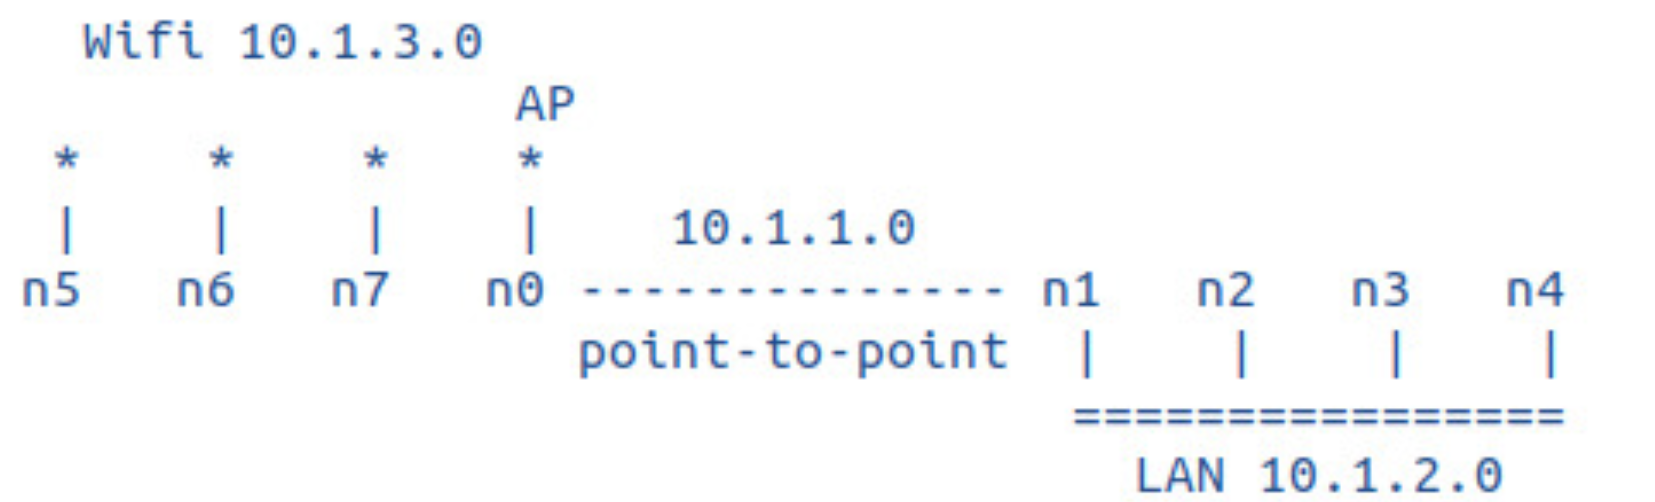 Wifi 10.1.3.0
                AP
 *    *    *    *
 |    |    |    |    10.1.1.0
n5   n6   n7   n0 -------------- n1   n2   n3   n4
                  point-to-point  |    |    |    |
                                  ================
                                    LAN 10.1.2.0